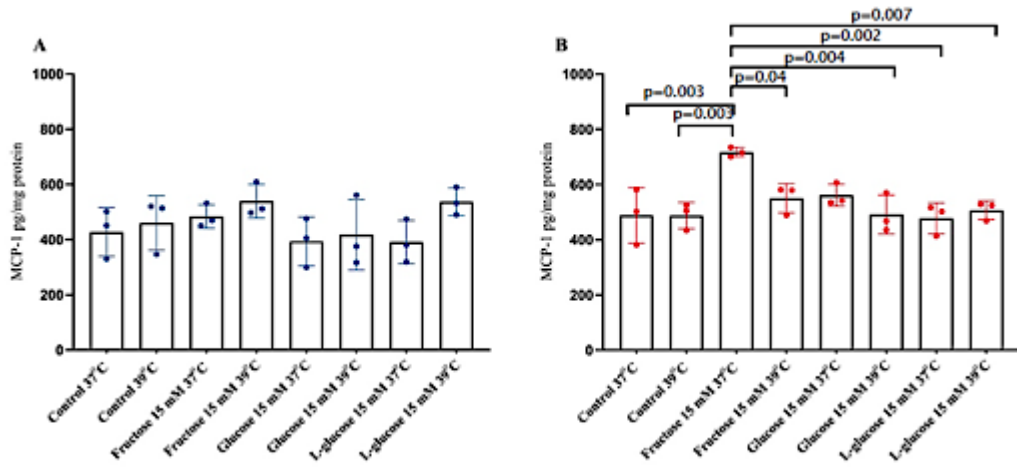 A
MCP-1 pg/mg protein
1000
800
600
400
200
0
Control 37°C
Control 39°C
Fructose 15 mM 37°C
Fructose 15 mM 39°C
Glucose 15 mM 37°C
Glucose 15 mM 39°C
L-glucose 15 mM 37°C
L-glucose 15 mM 39°C
B
p=0.007
p=0.002
p=0.004
p=0.04
p=0.003
p=0.003
MCP-1 pg/mg protein
1000
800
600
400
200
0
Control 37°C
Control 39°C
Fructose 15 mM 37°C
Fructose 15 mM 39°C
Glucose 15 mM 37°C
Glucose 15 mM 39°C
L-glucose 15 mM 37°C
L-glucose 15 mM 39°C